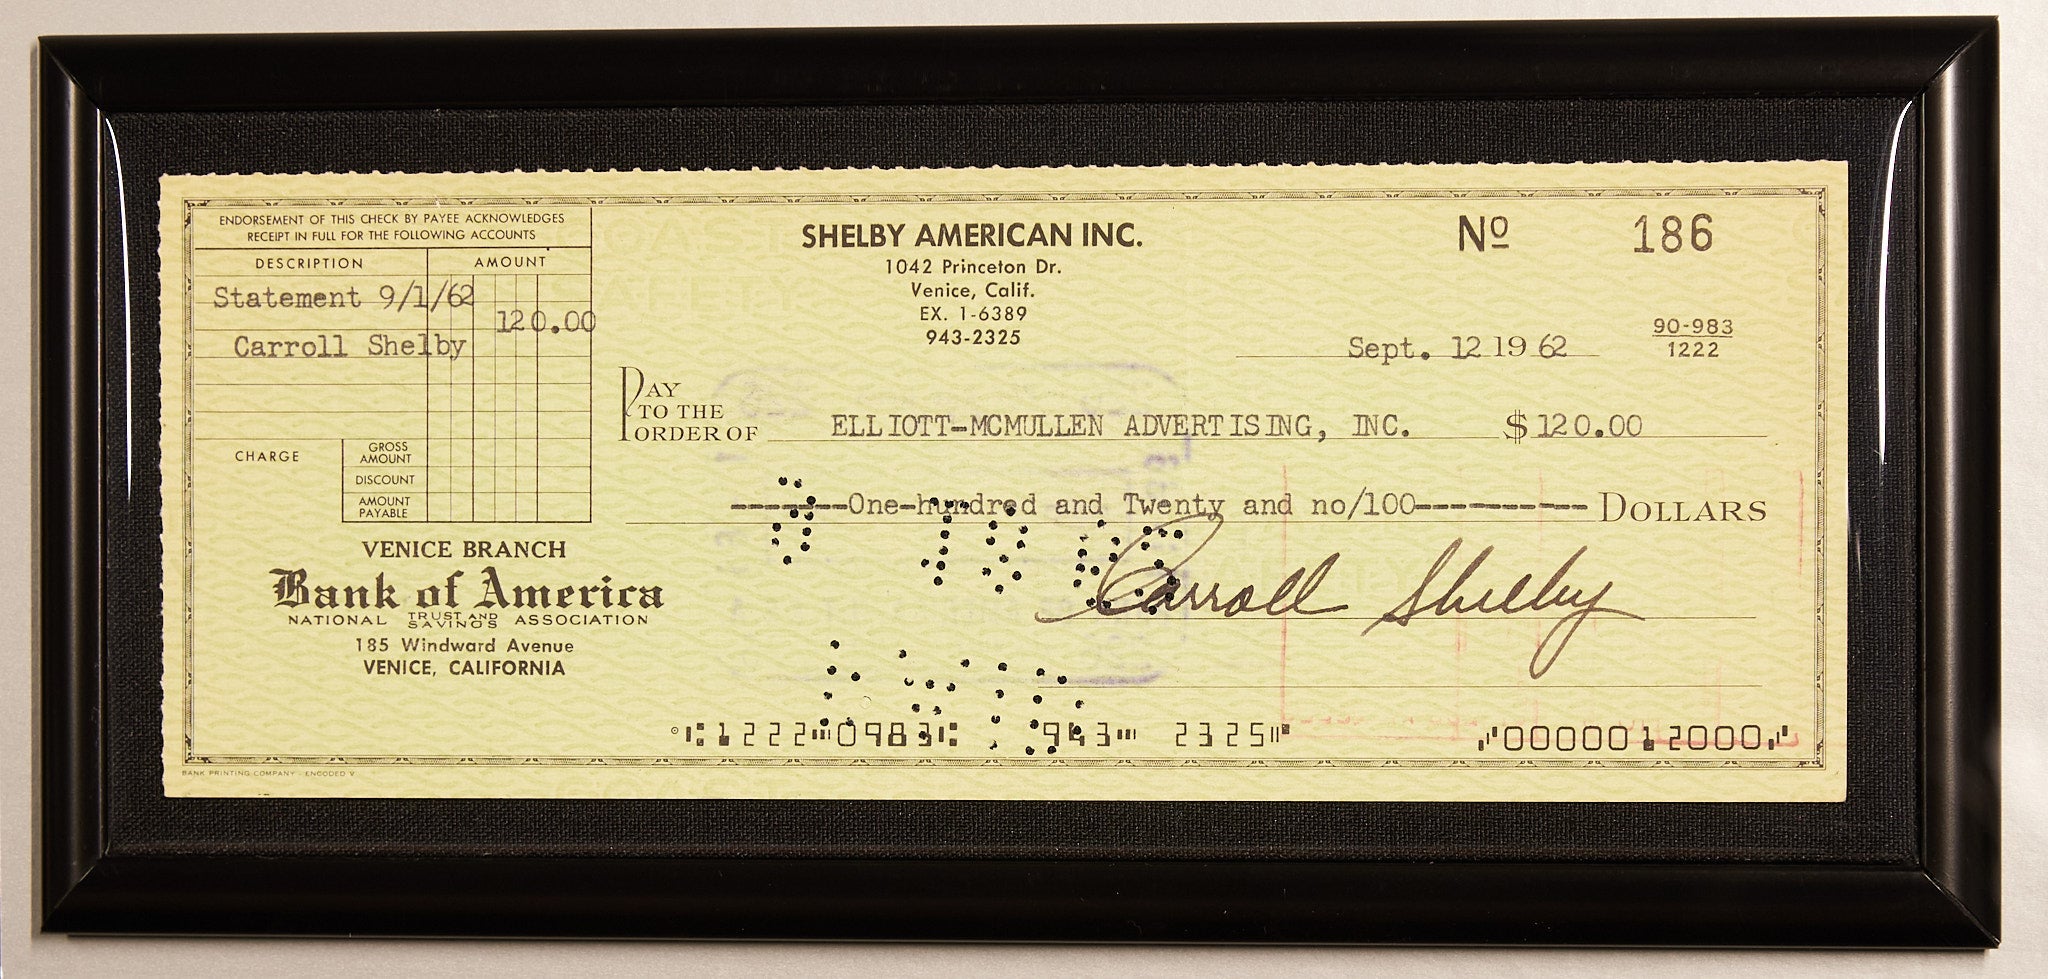 ENDORSEMENT OF THIS CHECK BY PAYEE ACKNOWLEDGES
RECEIPT IN FULL FOR THE FOLLOWING ACCOUNTS
DESCRIPTION AMOUNT
Statement 9/1/62
120.00
Carroll Shelby
CHARGE
GROSS
AMOUNT
DISCOUNT
AMOUNT
PAYABLE
VENICE BRANCH
Bank of America
NATIONAL TRUST AND SAVINGS ASSOCIATION
185 Windward Avenue
VENICE, CALIFORNIA
SHELBY AMERICAN INC.
1042 Princeton Dr.
Venice, Calif.
EX. 1-6389
943-2325
Nº 186
Sept. 12 19 62
90-983
1222
PAY
TO THE
ORDER OF ELLIOTT-MCMULLEN ADVERTISING, INC. $120.00
-------One-hundred and Twenty and no/100----------- DOLLARS
Carroll Shelby
⑆1222⑉0983⑆ 943⑉ 2325⑈ ⑇0000012000⑇
BANK PRINTING COMPANY - ENCODED V